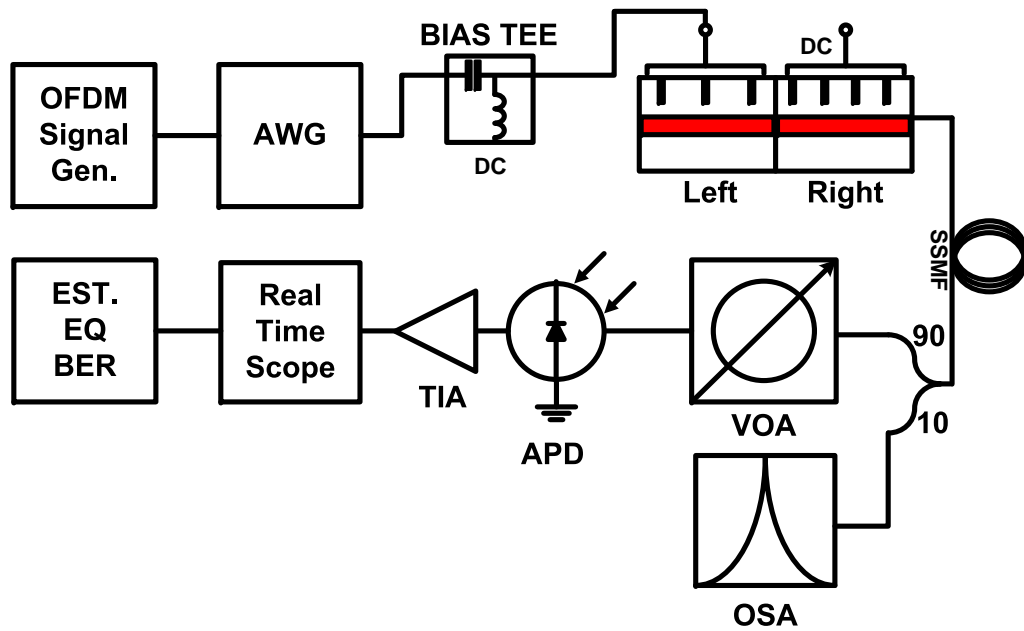 OFDM
Signal
Gen.
AWG
BIAS TEE
DC
DC
Left
Right
SSMF
EST.
EQ
BER
Real
Time
Scope
TIA
APD
VOA
90
10
OSA